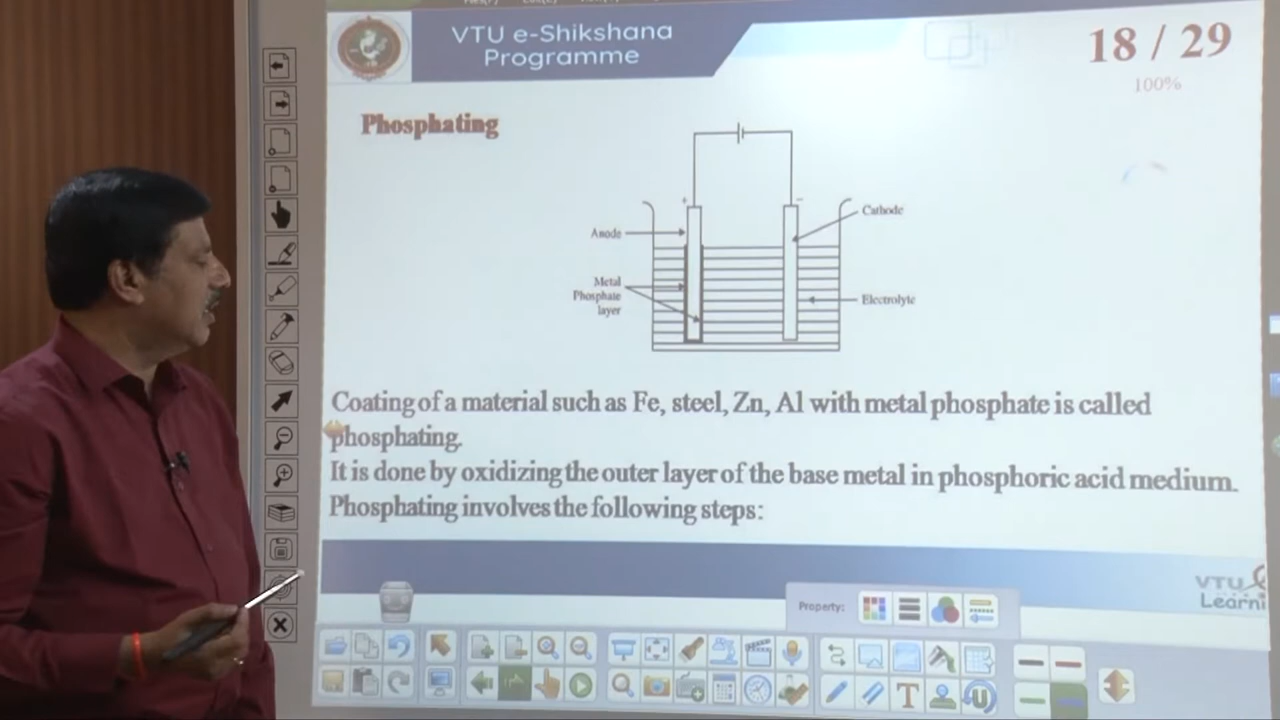 VTU e-Shikshana
Programme
18 / 29
100%
Phosphating
+
−
Anode
Cathode
Metal
Phosphate
layer
Electrolyte
Coating of a material such as Fe, steel, Zn, Al with metal phosphate is called
phosphating.
It is done by oxidizing the outer layer of the base metal in phosphoric acid medium.
Phosphating involves the following steps:
VTU
Learni
Property: